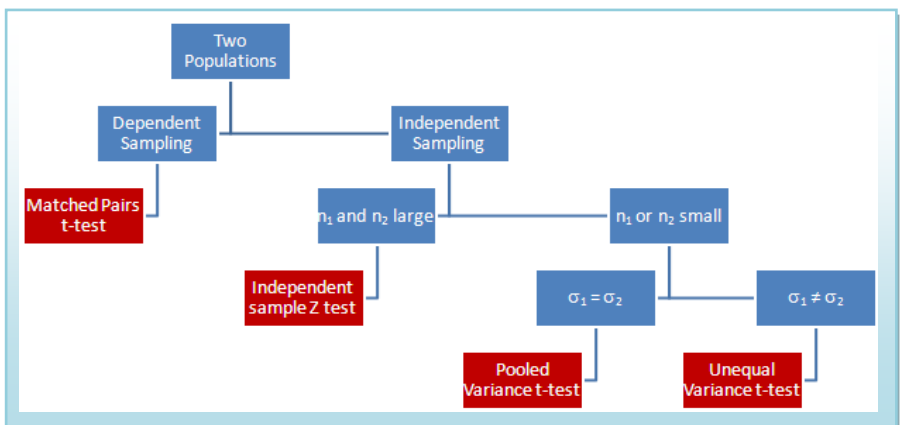 Two
Populations
Dependent
Sampling
Independent
Sampling
Matched Pairs
t-test
n₁ and n₂ large
n₁ or n₂ small
Independent
sample Z test
σ₁ = σ₂
σ₁ ≠ σ₂
Pooled
Variance t-test
Unequal
Variance t-test